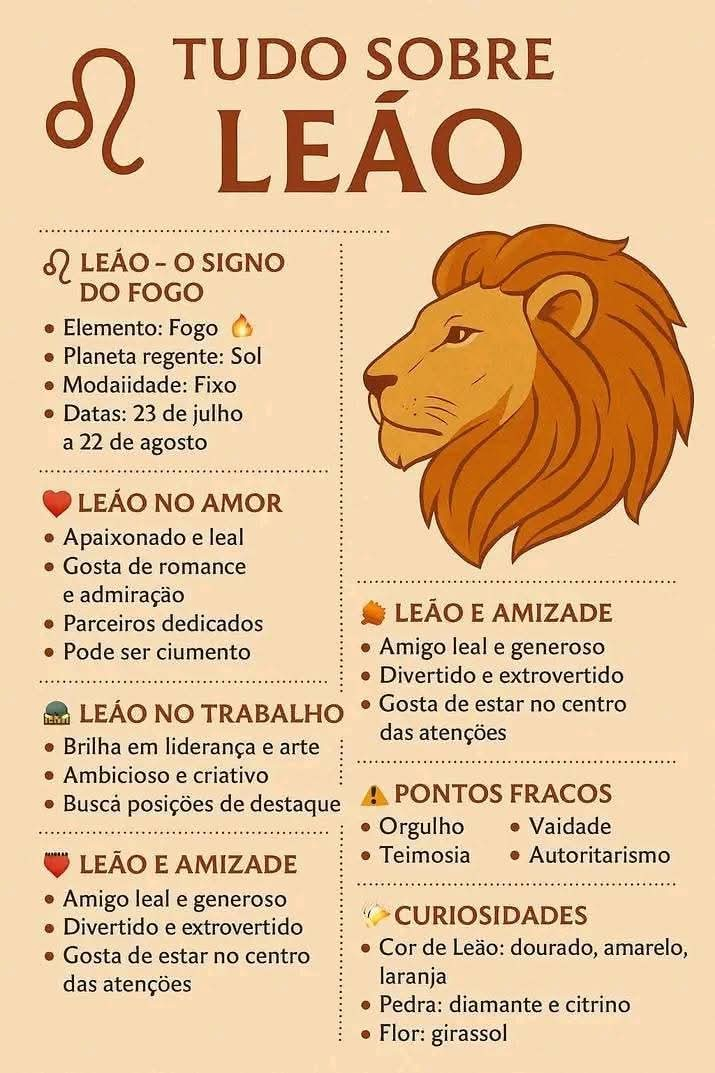 TUDO SOBRE
LEÁO
♌ LEÁO – O SIGNO
DO FOGO
• Elemento: Fogo 🔥
• Planeta regente: Sol
• Modaiidade: Fixo
• Datas: 23 de julho
a 22 de agosto
LEÁO NO AMOR
• Apaixonado e leal
• Gosta de romance
e admiração
• Parceiros dedicados
• Pode ser ciumento
LEÁO NO TRABALHO
• Brilha em liderança e arte
• Ambicioso e criativo
• Buscá posições de destaque
LEÃO E AMIZADE
• Amigo leal e generoso
• Divertido e extrovertido
• Gosta de estar no centro
das atenções
LEÃO E AMIZADE
• Amigo leal e generoso
• Divertido e extrovertido
• Gosta de estar no centro
das atenções
PONTOS FRACOS
• Orgulho • Vaidade
• Teimosia • Autoritarismo
CURIOSIDADES
• Cor de Leão: dourado, amarelo,
laranja
• Pedra: diamante e citrino
• Flor: girassol